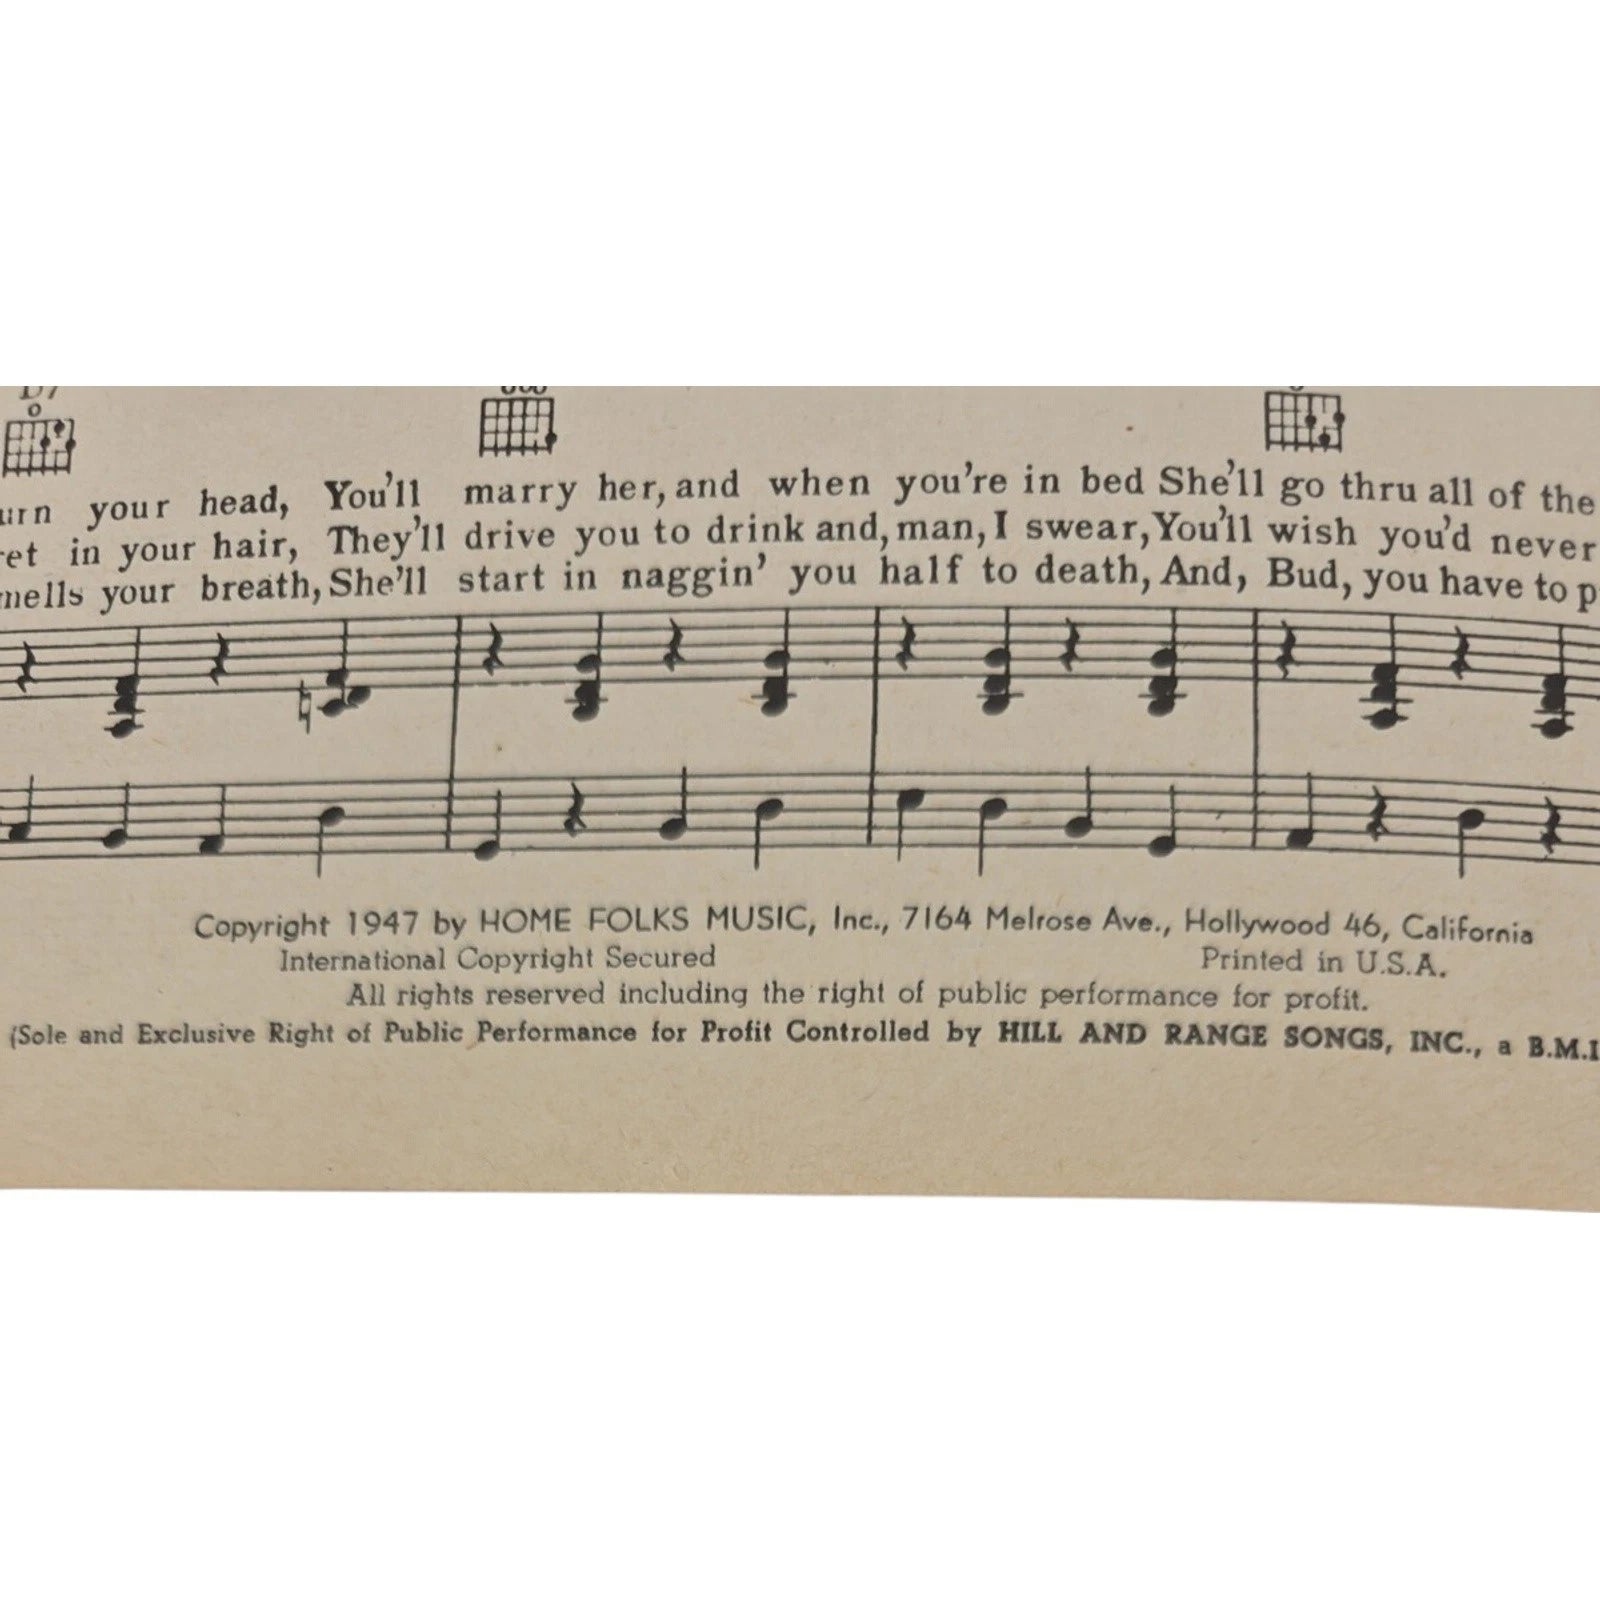 your head, You'll marry her, and when you're in bed She'll go thru all of the
in your hair, They'll drive you to drink and, man, I swear, You'll wish you'd never
your breath, She'll start in naggin' you half to death, And, Bud, you have to
Copyright 1947 by HOME FOLKS MUSIC, Inc., 7164 Melrose Ave., Hollywood 46, California
International Copyright Secured Printed in U.S.A.
All rights reserved including the right of public performance for profit.
(Sole and Exclusive Right of Public Performance for Profit Controlled by HILL AND RANGE SONGS, INC., a B.M.I